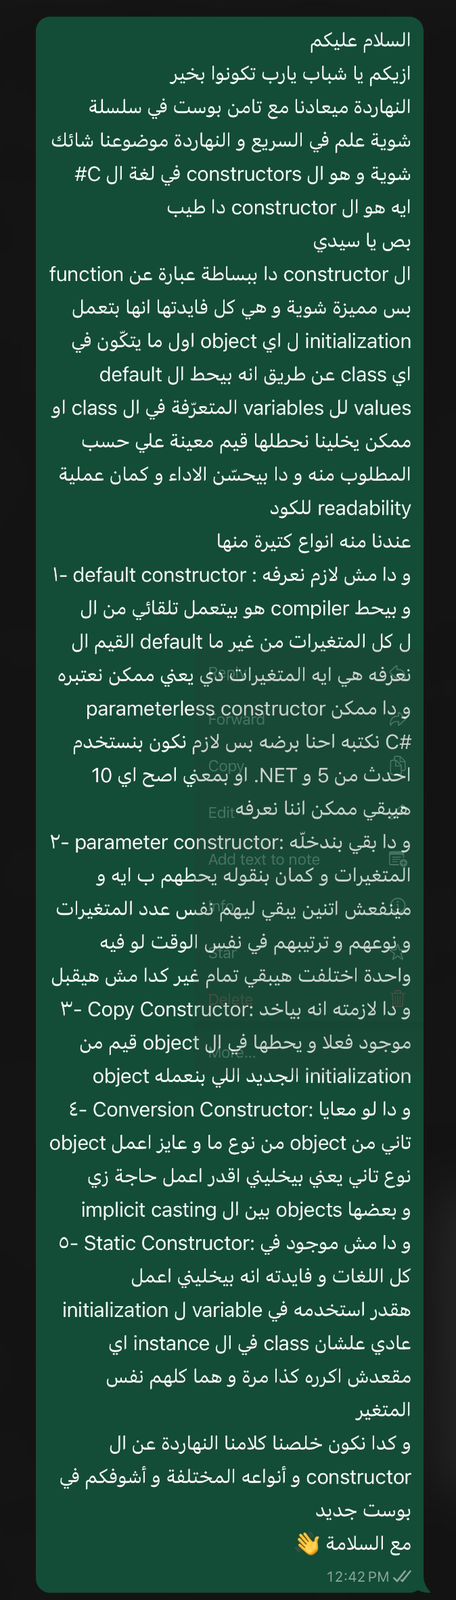 السلام عليكم
ازيكم يا شباب يارب تكونوا بخير
النهاردة ميعادنا مع تامن بوست في سلسلة
شوية علم في السريع و النهاردة موضوعنا شائك
شوية و هو ال constructors في لغة ال C#
ايه هو ال constructor دا طيب
بص يا سيدي
ال constructor دا ببساطة عبارة عن function
بس مميزة شوية و هي كل فايدتها انها بتعمل
initialization ل اي object اول ما يتكّون في
اي class عن طريق انه بيحط ال default
values لل variables المتعرّفة في ال class او
ممكن يخلينا نحطلها قيم معينة علي حسب
المطلوب منه و دا بيحسّن الاداء و كمان عملية
readability للكود
عندنا منه انواع كتيرة منها
١- default constructor : و دا مش لازم نعرفه
و بيحط compiler هو بيتعمل تلقائي من ال
ل كل المتغيرات من غير ما default القيم ال
نعرفه هي ايه المتغيرات دي يعني ممكن نعتبره
و دا ممكن parameterless constructor
C# نكتبه احنا برضه بس لازم نكون بنستخدم
احدث من 5 و NET. او بمعني اصح اي 10
هيبقي ممكن اننا نعرفه
٢- parameter constructor: و دا بقي بندخلّه
المتغيرات و كمان بنقوله يحطهم ب ايه و
مينفعش اتنين يبقي ليهم نفس عدد المتغيرات
و نوعهم و ترتيبهم في نفس الوقت لو فيه
واحدة اختلفت هيبقي تمام غير كدا مش هيقبل
٣- Copy Constructor: و دا لازمته انه بياخد
موجود فعلا و يحطها في ال object قيم من
initialization الجديد اللي بنعمله object
٤- Conversion Constructor: و دا لو معايا
تاني من object من نوع ما و عايز اعمل object
نوع تاني يعني بيخليني اقدر اعمل حاجة زي
و بعضها objects بين ال implicit casting
٥- Static Constructor: و دا مش موجود في
كل اللغات و فايدته انه بيخليني اعمل
هقدر استخدمه في variable ل initialization
عادي علشان class في ال instance اي
مقعدش اكرره كذا مرة و هما كلهم نفس
المتغير
و كدا نكون خلصنا كلامنا النهاردة عن ال
constructor و أنواعه المختلفة و أشوفكم في
بوست جديد
مع السلامة 👋
12:42 PM
Reply
Forward
Copy
Edit
Add text to note
Info
Star
Delete
More...